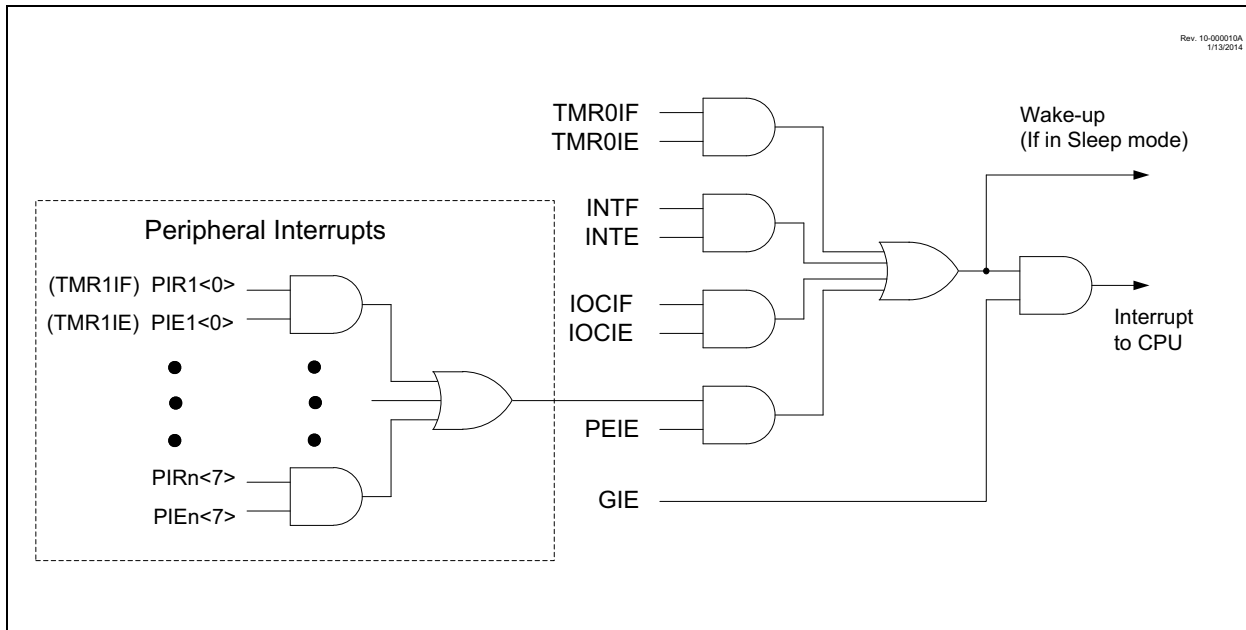 Rev. 10-000010A
1/13/2014
TMR0IF
TMR0IE
Wake-up
(If in Sleep mode)
INTF
INTE
Peripheral Interrupts
(TMR1IF) PIR1<0>
(TMR1IE) PIE1<0>
IOCIF
IOCIE
Interrupt
to CPU
PEIE
PIRn<7>
PIEn<7>
GIE